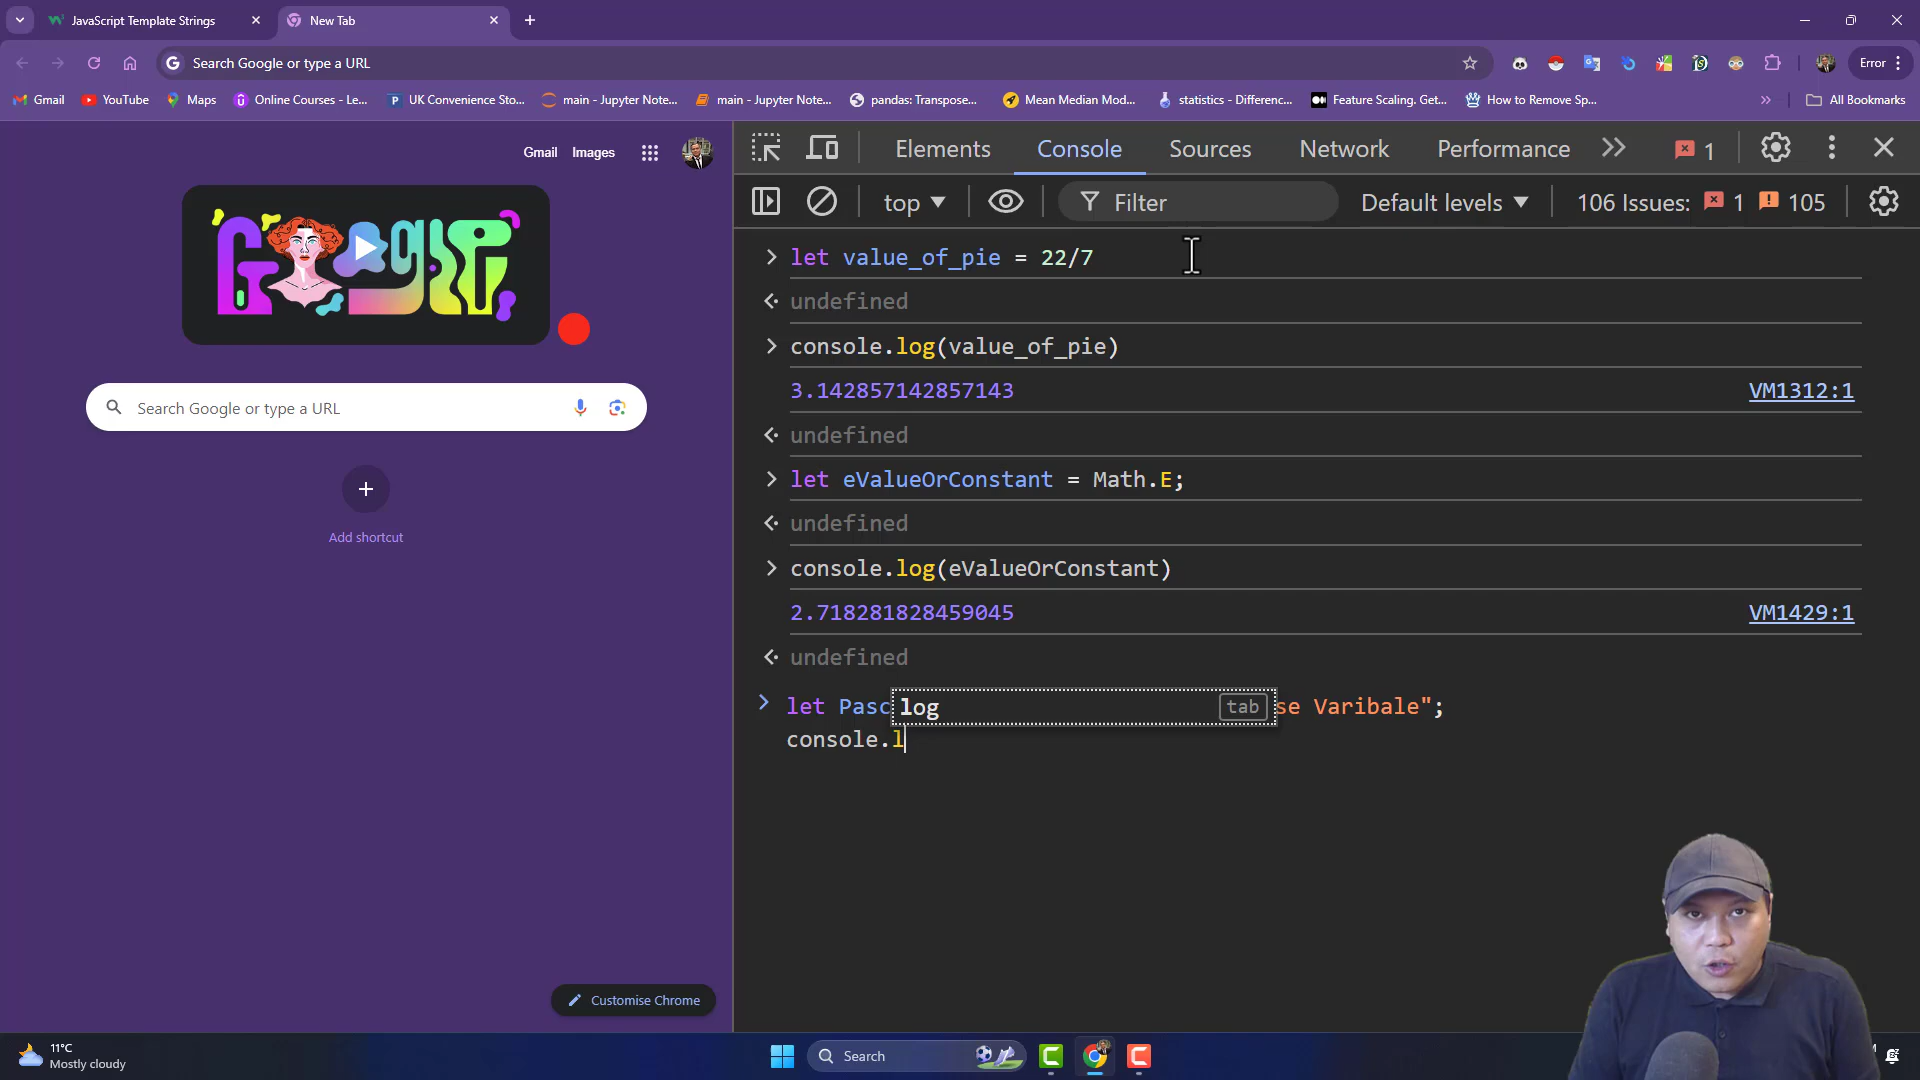 JavaScript Template Strings
New Tab
Search Google or type a URL
Error
Gmail
YouTube
Maps
Online Courses - Le...
UK Convenience Sto...
main - Jupyter Note...
main - Jupyter Note...
pandas: Transpose...
Mean Median Mod...
statistics - Differenc...
Feature Scaling. Get...
How to Remove Sp...
»
All Bookmarks
Gmail Images
Google
Search Google or type a URL
Add shortcut
Customise Chrome
Elements
Console
Sources
Network
Performance
1
top
Filter
Default levels
106 Issues: 1 105
let value_of_pie = 22/7
undefined
console.log(value_of_pie)
3.142857142857143 VM1312:1
undefined
let eValueOrConstant = Math.E;
undefined
console.log(eValueOrConstant)
2.718281828459045 VM1429:1
undefined
let Pasc log tab se Varibale";
console.l
11°C
Mostly cloudy
Search